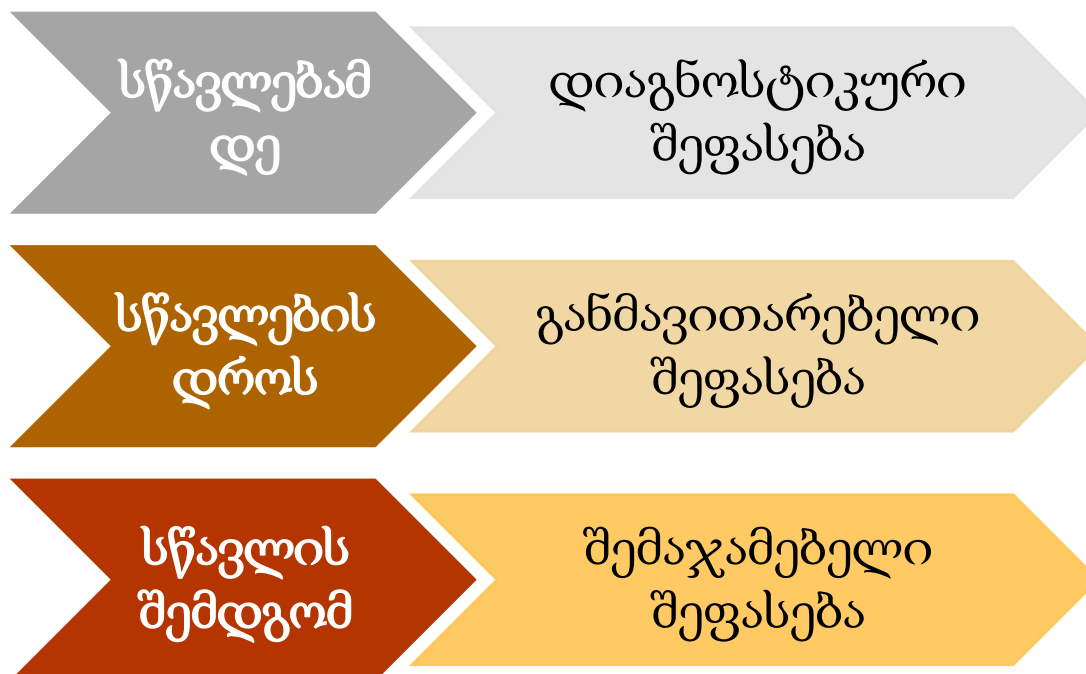 სწავლებამ
დე
დიაგნოსტიკური
შეფასება
სწავლების
დროს
განმავითარებელი
შეფასება
სწავლის
შემდგომ
შემაჯამებელი
შეფასება